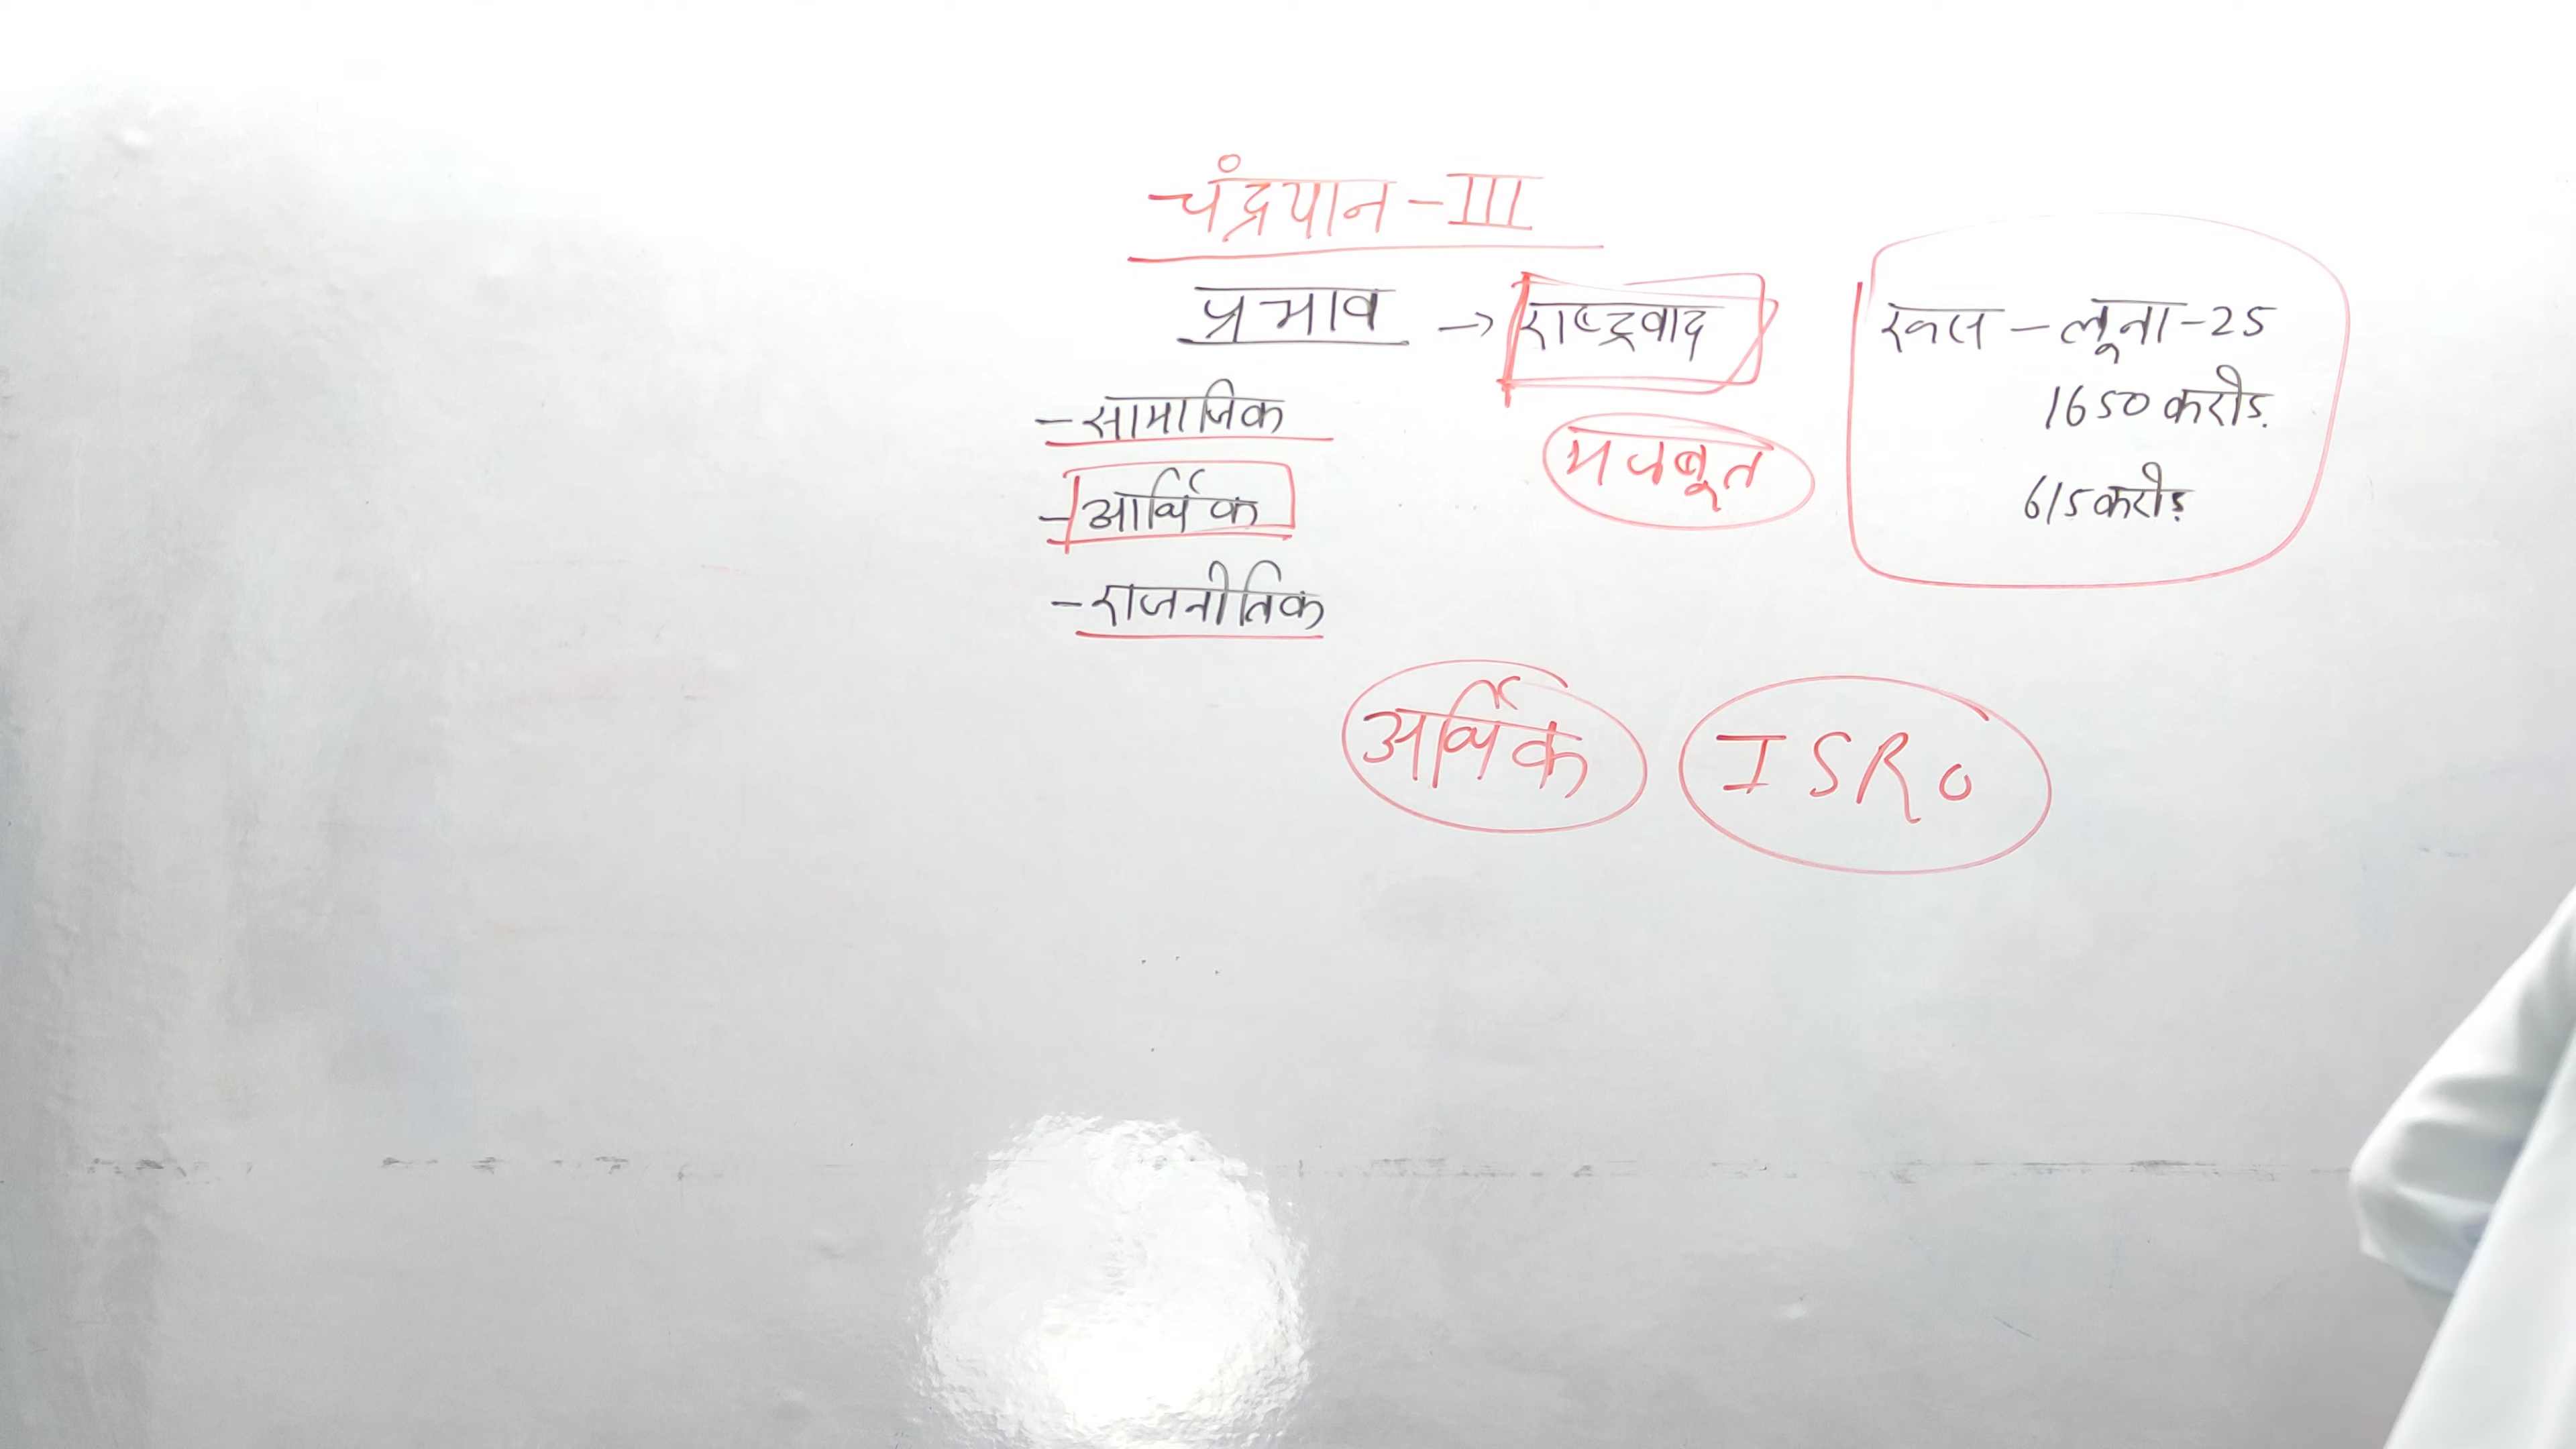 चंद्रयान - III
प्रभाव → राष्ट्रवाद
मजबूत
- सामाजिक
- आर्थिक
- राजनीतिक
रूस - लूना - 25
1650 करोड़
615 करोड़
आर्थिक ISRO